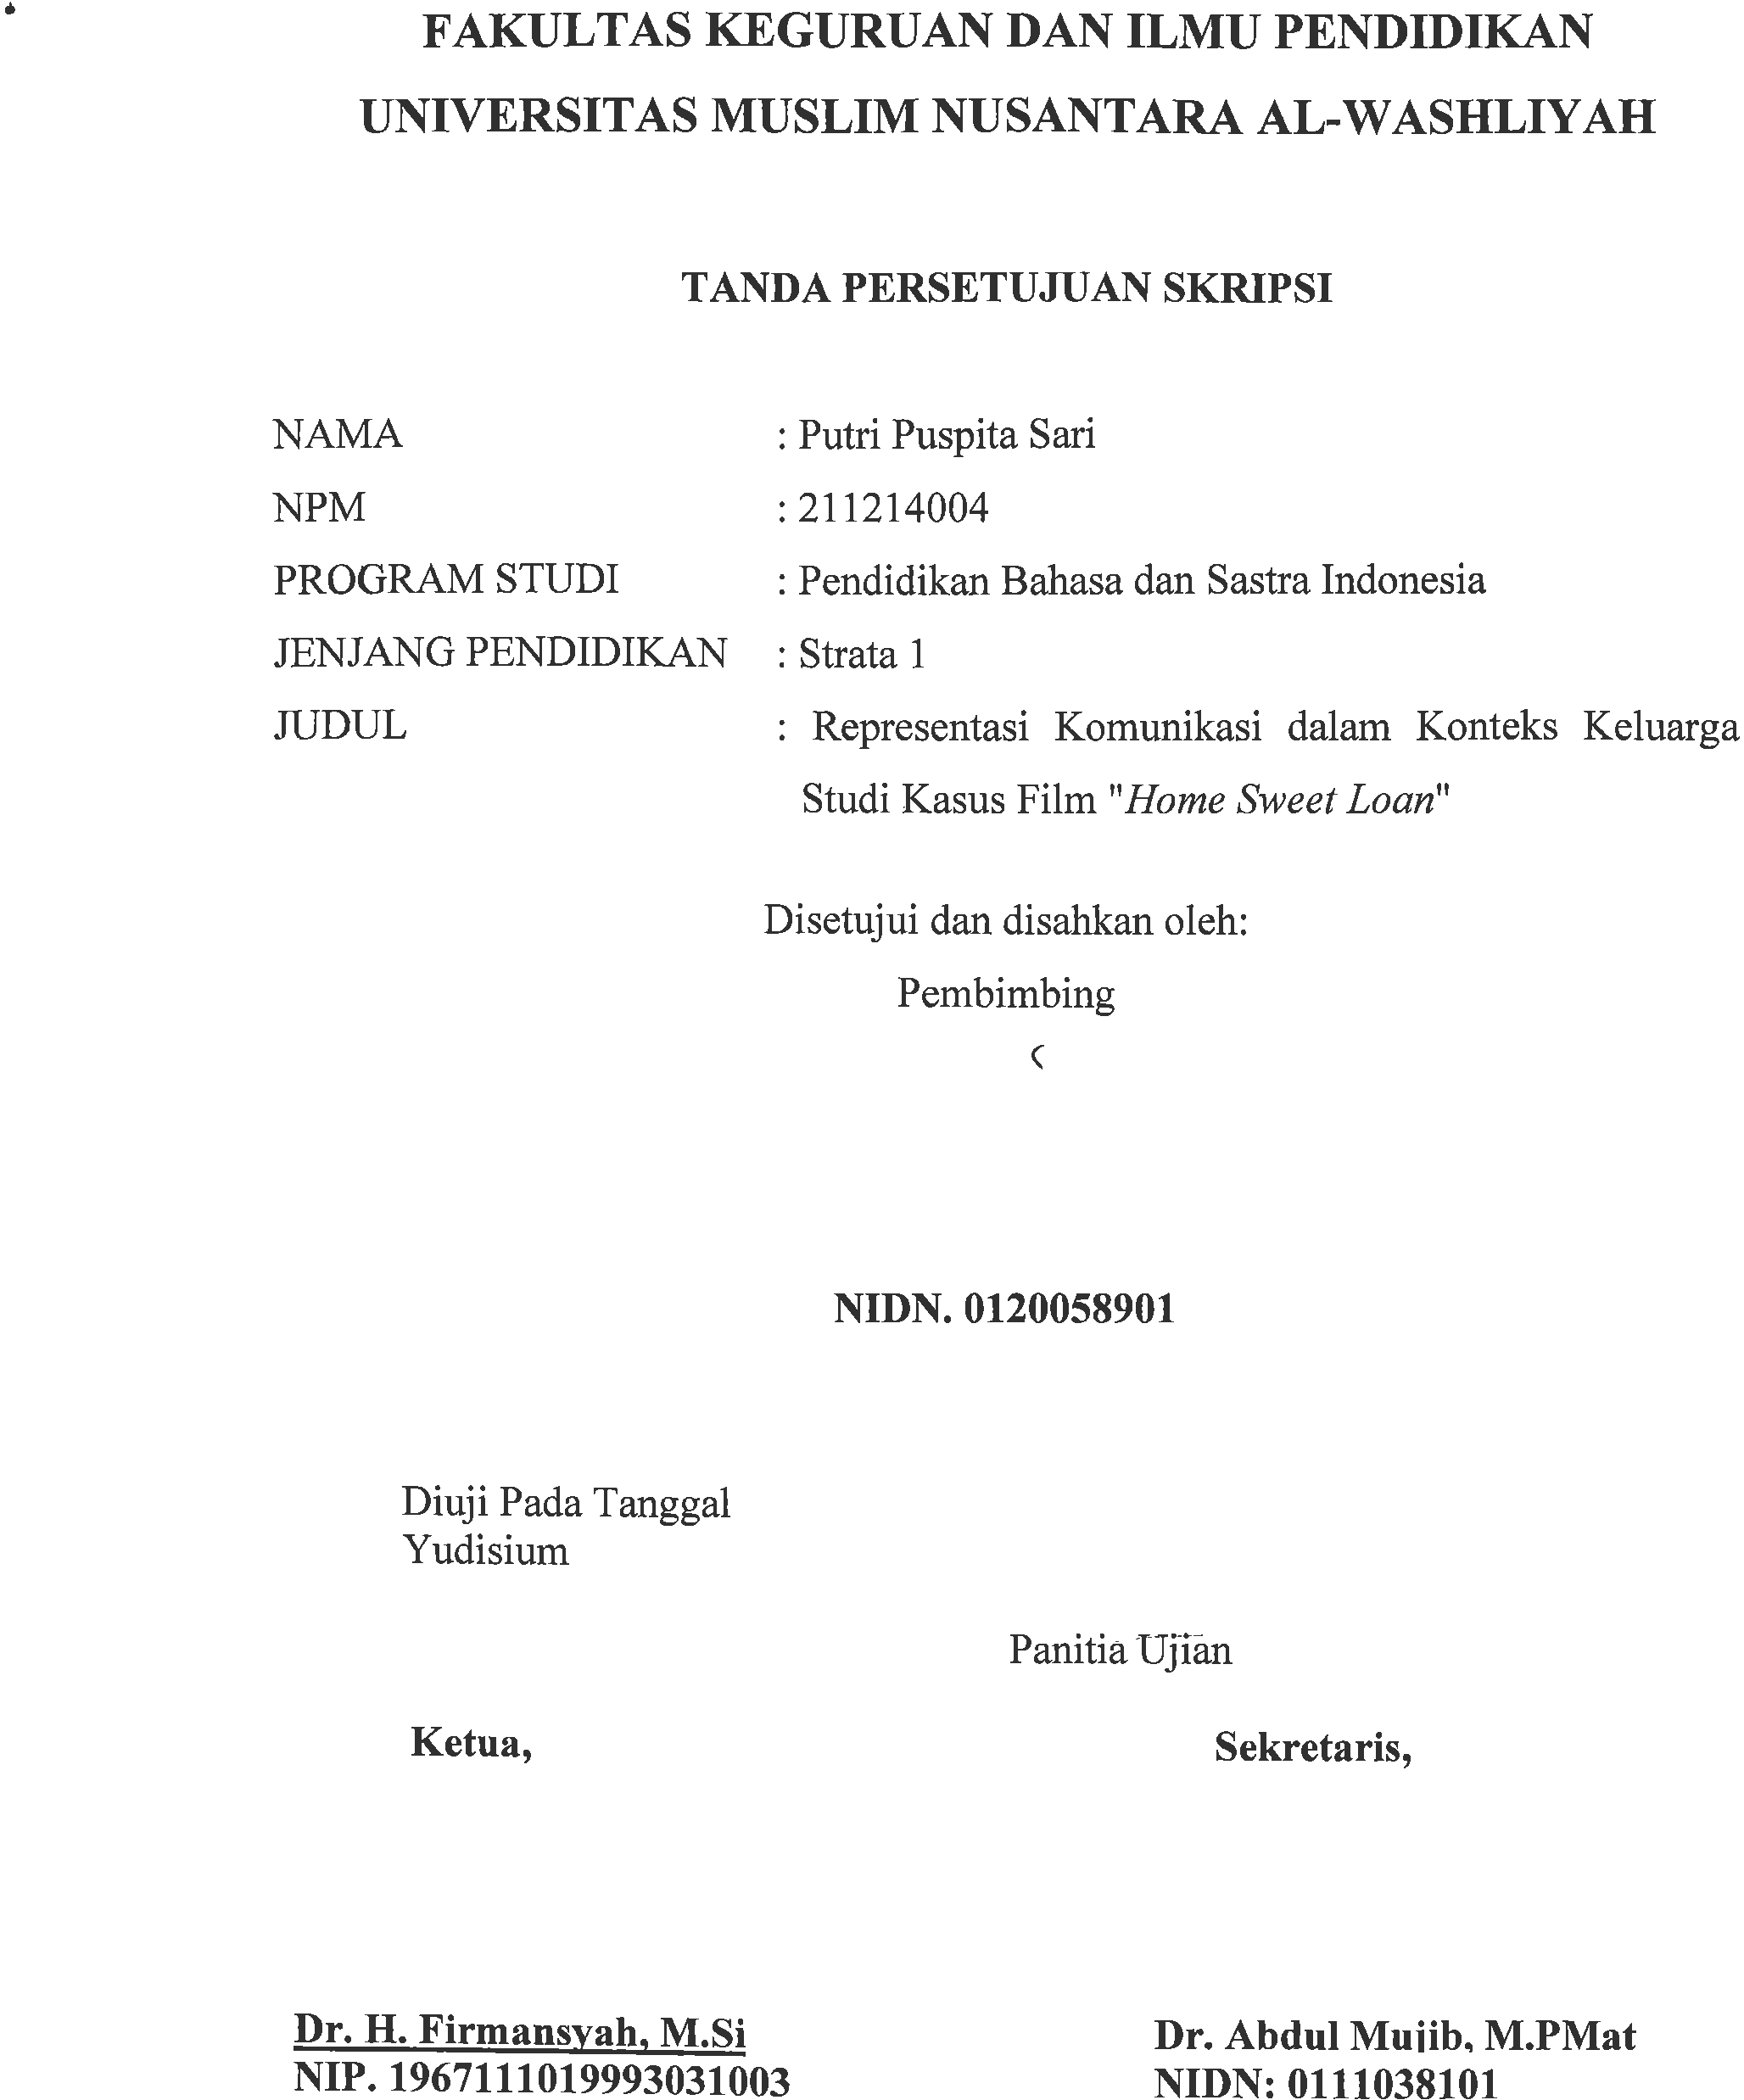 FAKULTAS KEGURUAN DAN ILMU PENDIDIKAN
UNIVERSITAS MUSLIM NUSANTARA AL-WASHLIYAH
TANDA PERSETUJUAN SKRIPSI
NAMA : Putri Puspita Sari
NPM : 211214004
PROGRAM STUDI : Pendidikan Bahasa dan Sastra Indonesia
JENJANG PENDIDIKAN : Strata 1
JUDUL : Representasi Komunikasi dalam Konteks Keluarga
Studi Kasus Film "Home Sweet Loan"
Disetujui dan disahkan oleh:
Pembimbing
NIDN. 0120058901
Diuji Pada Tanggal
Yudisium
Panitia Ujian
Ketua, Sekretaris,
Dr. H. Firmansyah, M.Si Dr. Abdul Mujib, M.PMat
NIP. 1967111019993031003 NIDN: 0111038101